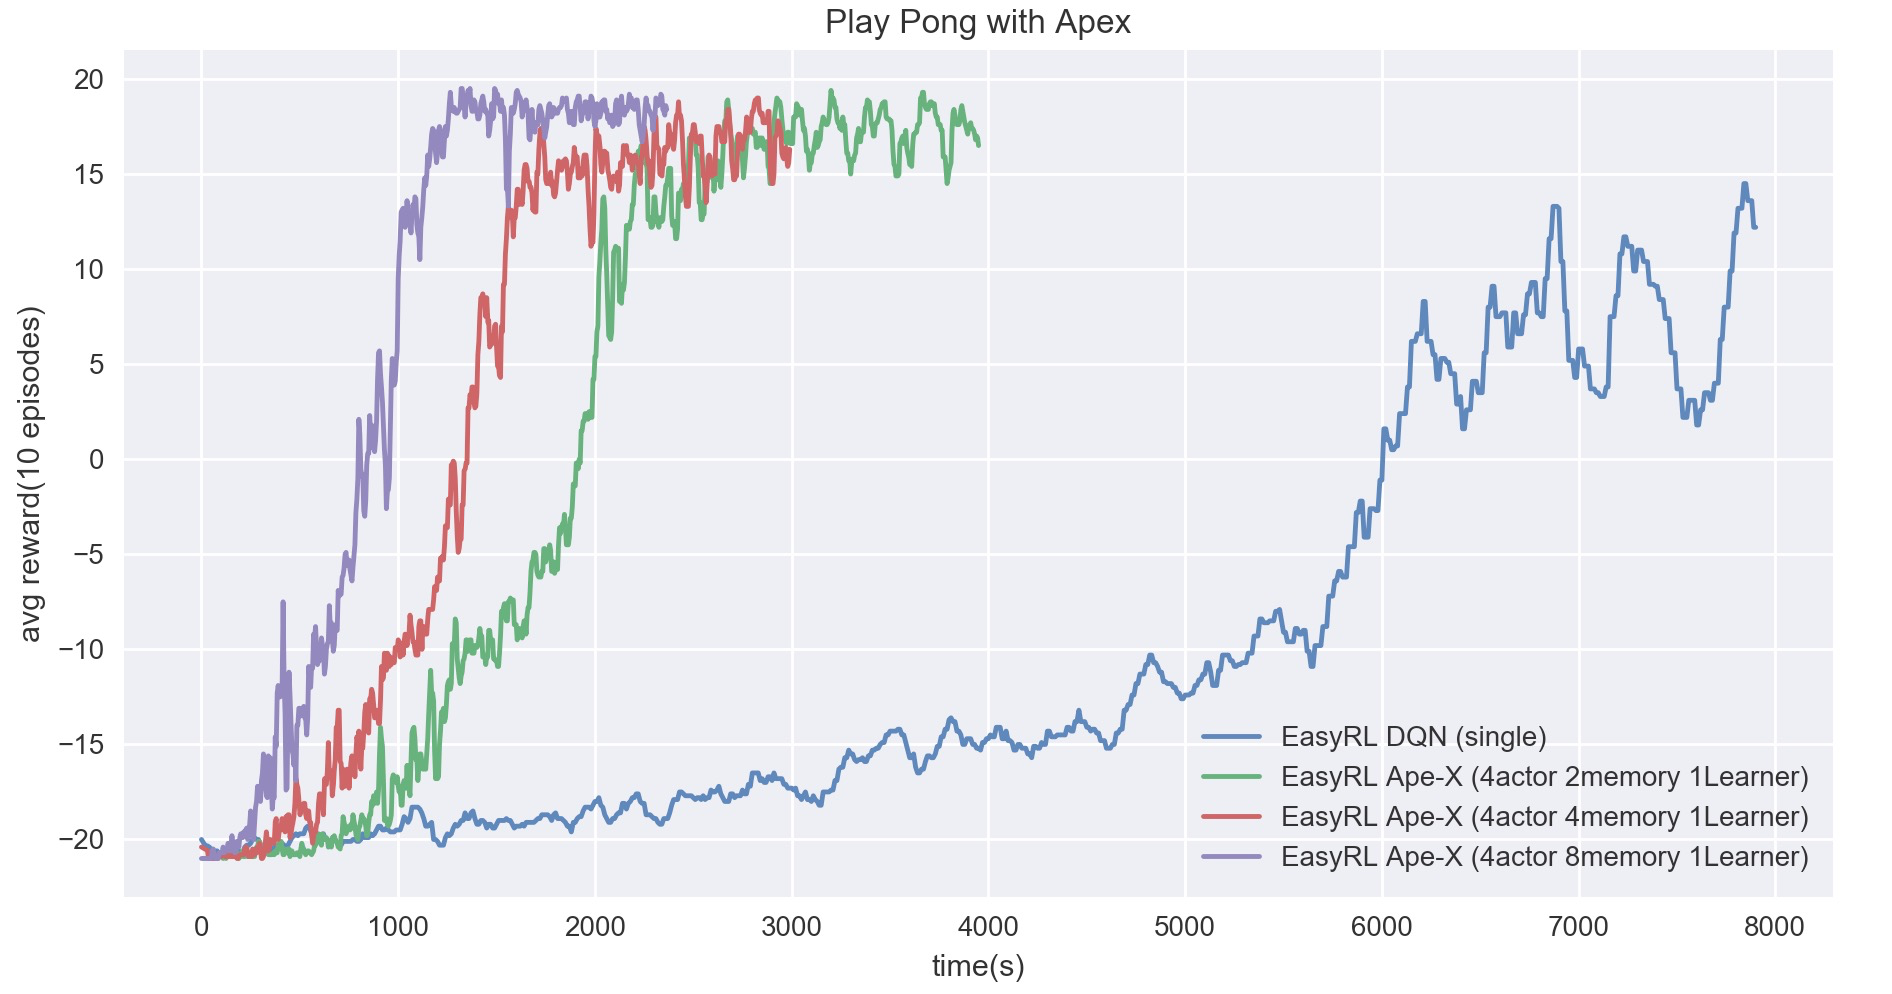 Play Pong with Apex
avg reward(10 episodes)
20
15
10
5
0
−5
−10
−15
−20
EasyRL DQN (single)
EasyRL Ape-X (4actor 2memory 1Learner)
EasyRL Ape-X (4actor 4memory 1Learner)
EasyRL Ape-X (4actor 8memory 1Learner)
0 1000 2000 3000 4000 5000 6000 7000 8000
time(s)